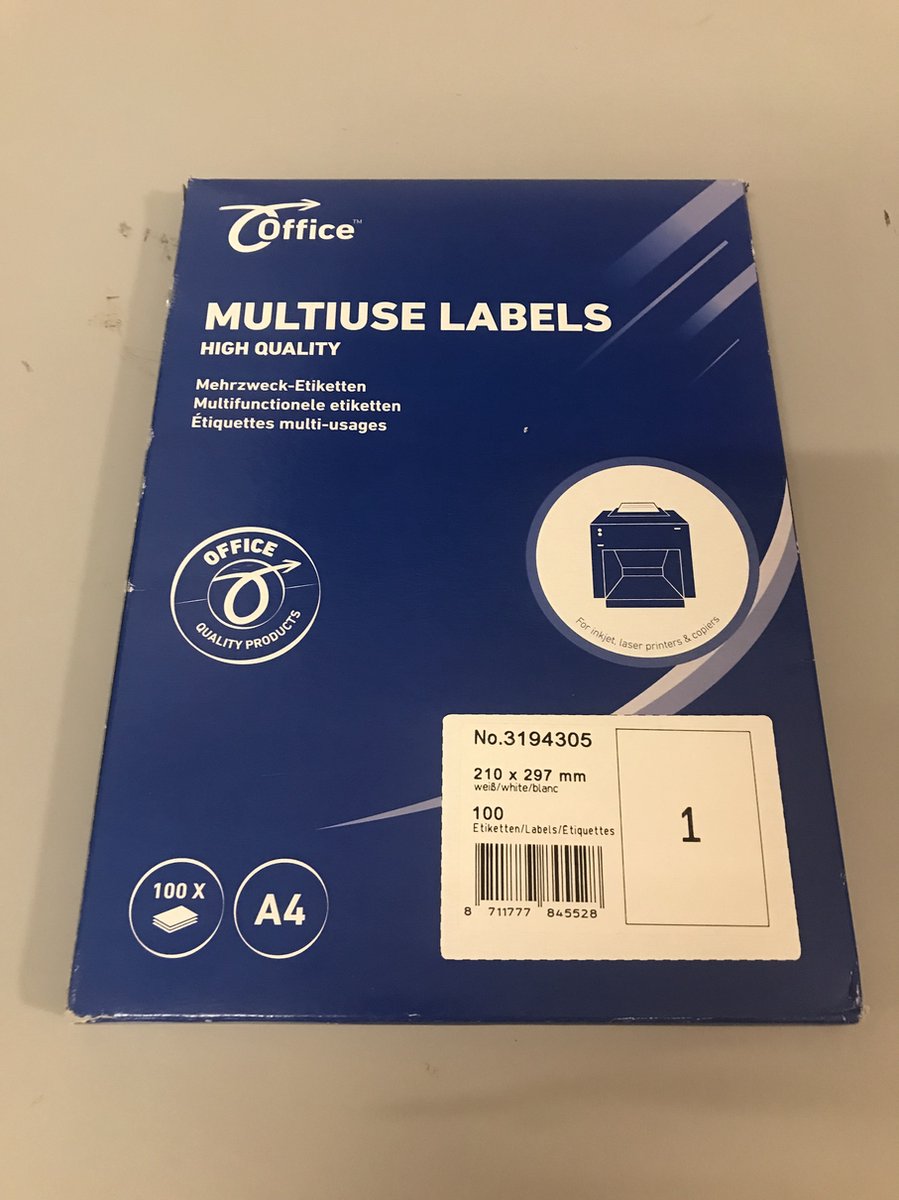 Office™
MULTIUSE LABELS
HIGH QUALITY
Mehrzweck-Etiketten
Multifunctionele etiketten
Étiquettes multi-usages
OFFICE
QUALITY PRODUCTS
For inkjet, laser printers & copiers
No.3194305
210 x 297 mm
weiß/white/blanc
100
Etiketten/Labels/Étiquettes
1
8 711777 845528
100 X
A4